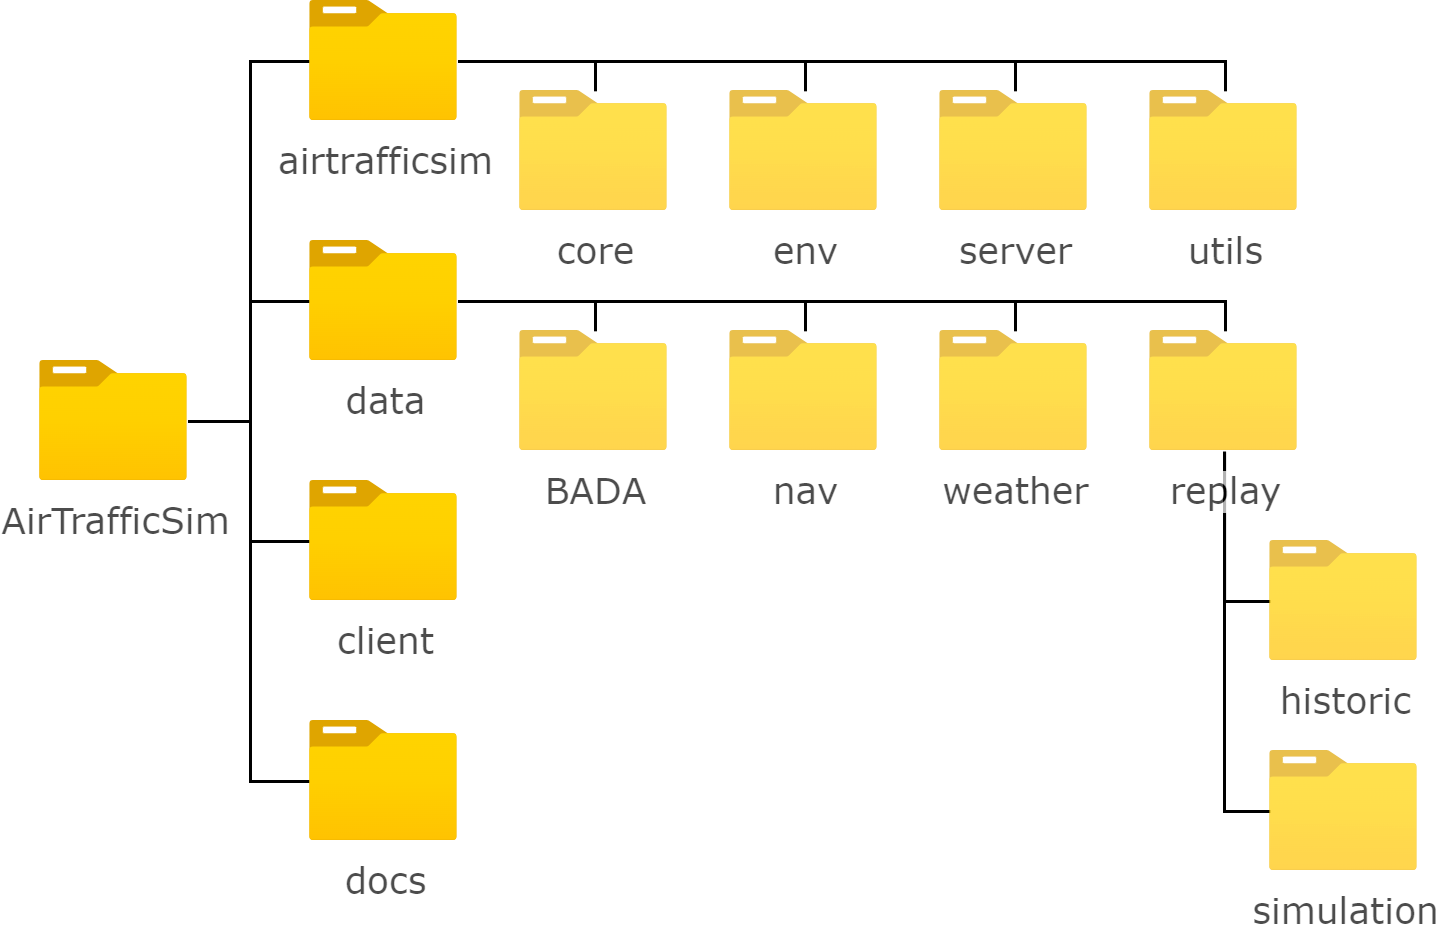 airtrafficsim
core
env
server
utils
data
BADA
nav
weather
replay
AirTrafficSim
client
historic
docs
simulation